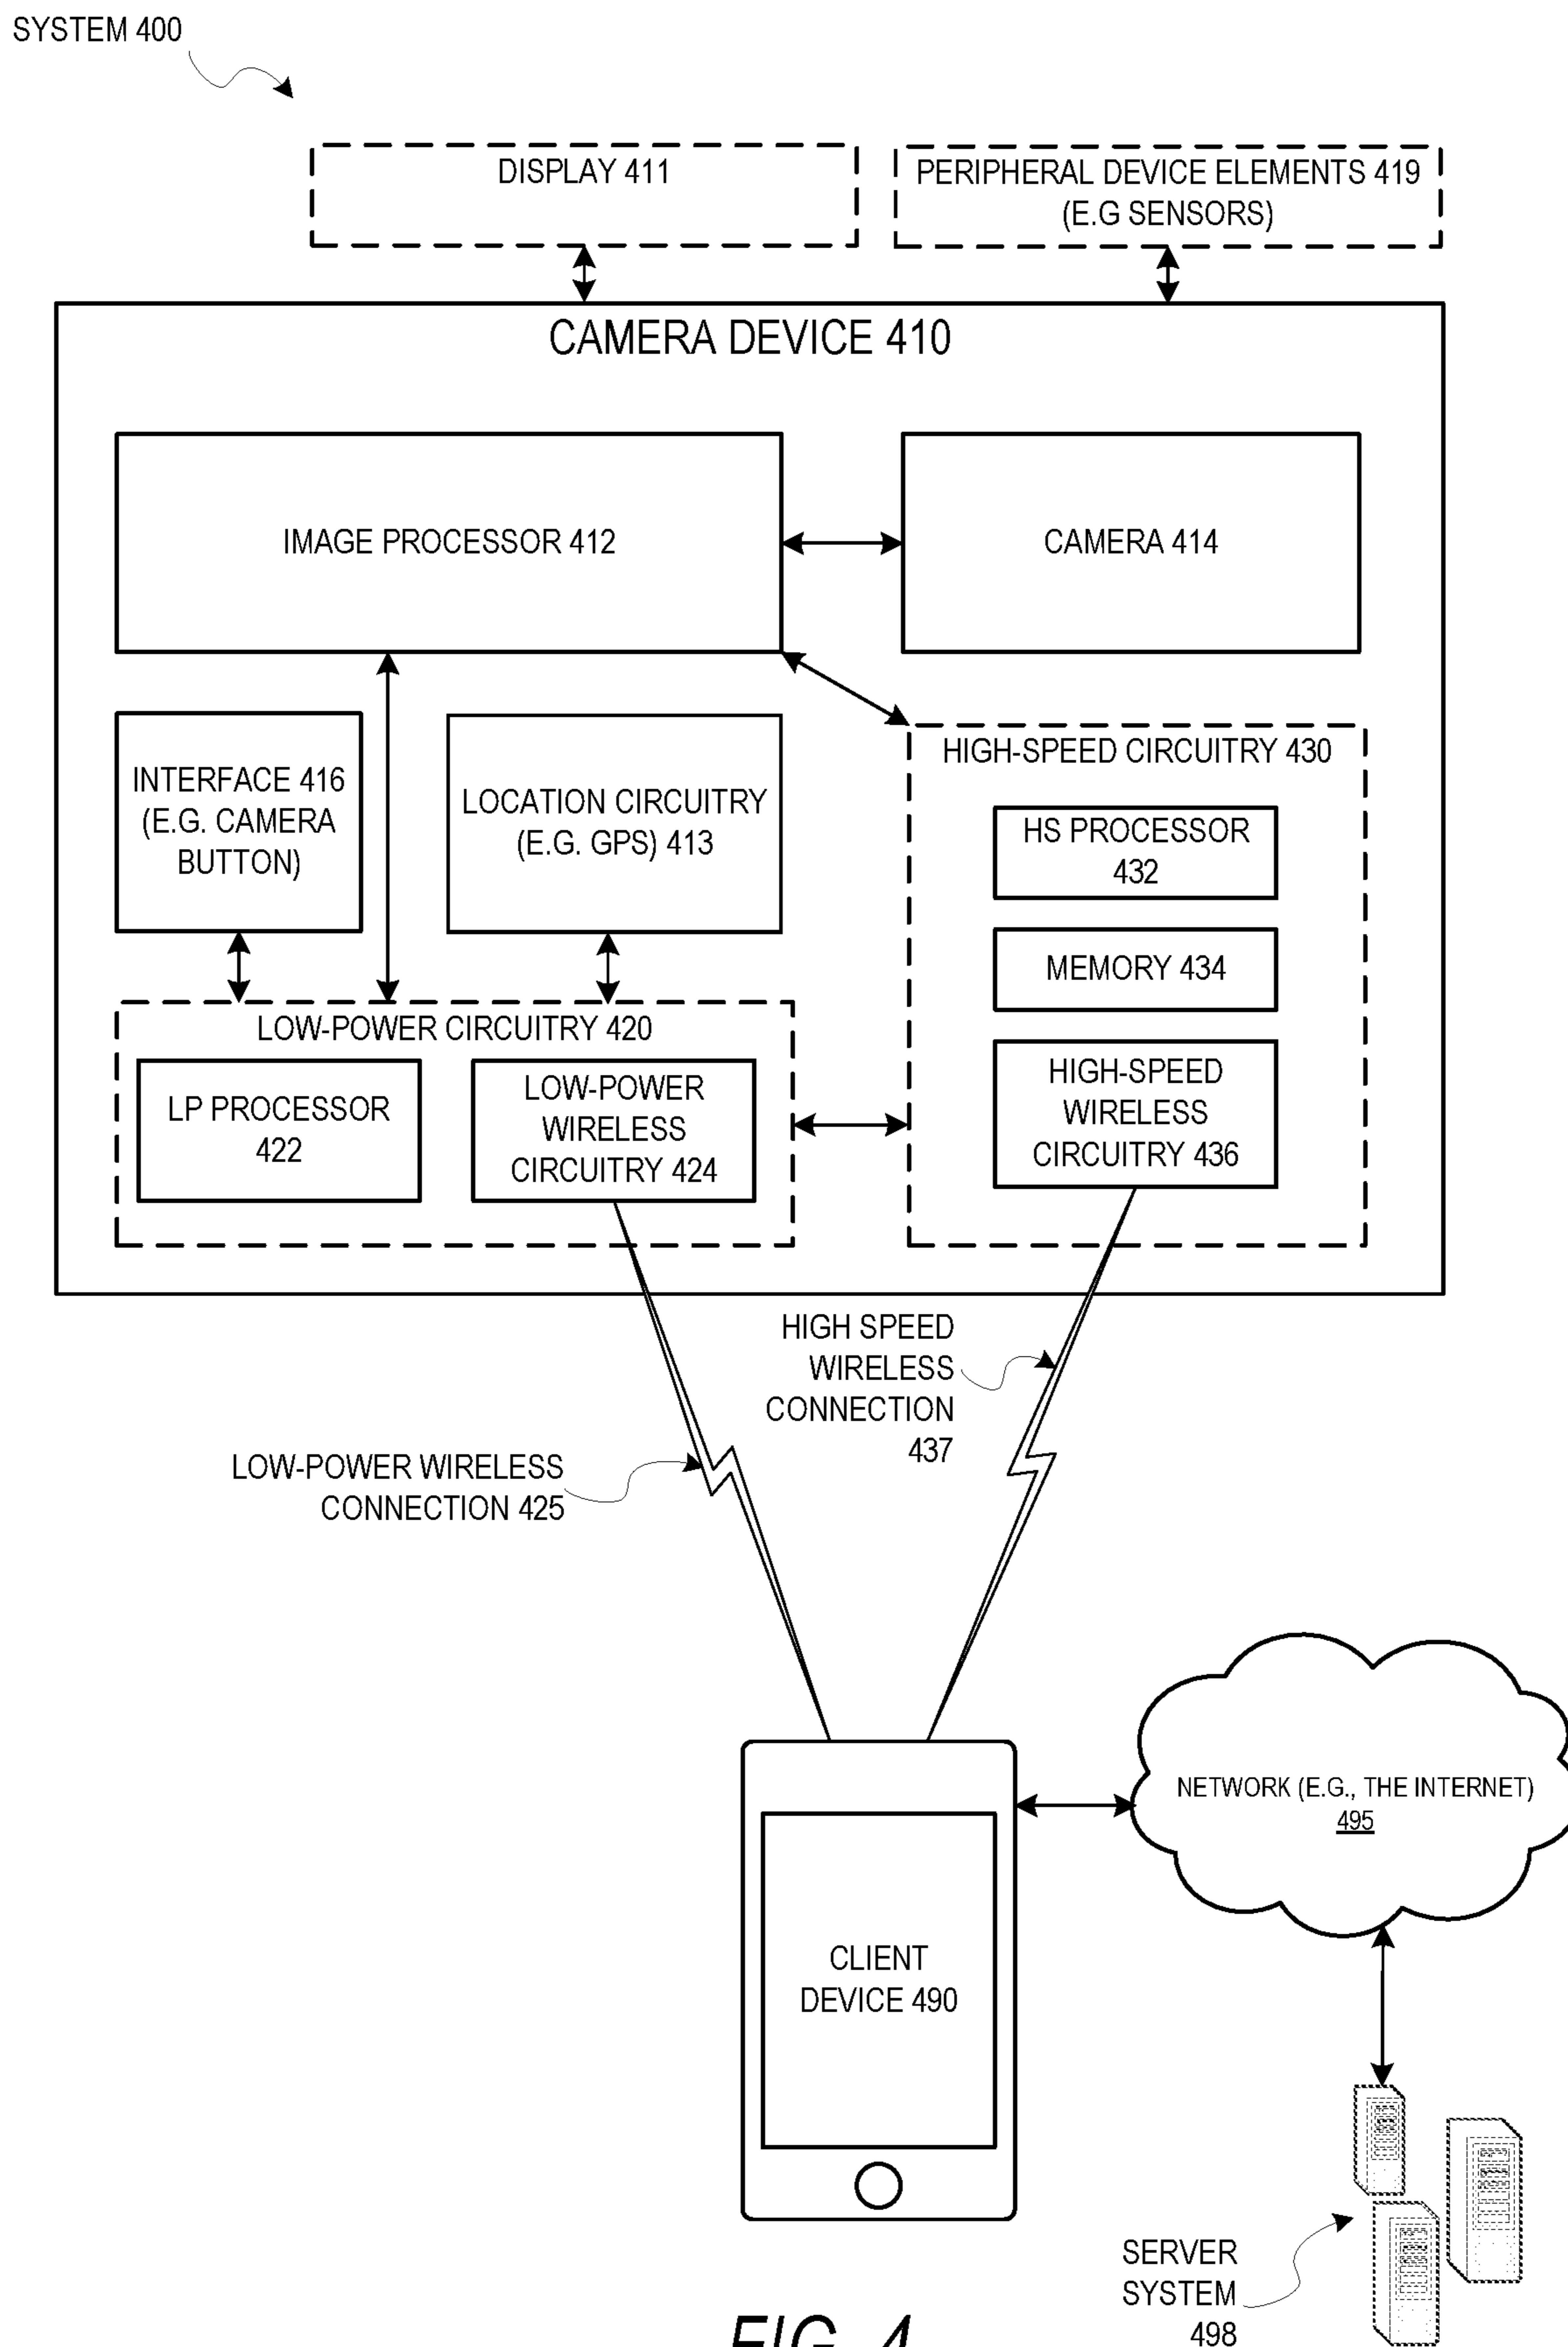 SYSTEM 400
DISPLAY 411
PERIPHERAL DEVICE ELEMENTS 419
(E.G SENSORS)
CAMERA DEVICE 410
IMAGE PROCESSOR 412
CAMERA 414
INTERFACE 416
(E.G. CAMERA
BUTTON)
LOCATION CIRCUITRY
(E.G. GPS) 413
HIGH-SPEED CIRCUITRY 430
HS PROCESSOR
432
MEMORY 434
HIGH-SPEED
WIRELESS
CIRCUITRY 436
LOW-POWER CIRCUITRY 420
LP PROCESSOR
422
LOW-POWER
WIRELESS
CIRCUITRY 424
HIGH SPEED
WIRELESS
CONNECTION
437
LOW-POWER WIRELESS
CONNECTION 425
NETWORK (E.G., THE INTERNET)
495
CLIENT
DEVICE 490
SERVER
SYSTEM
498
FIG. 4